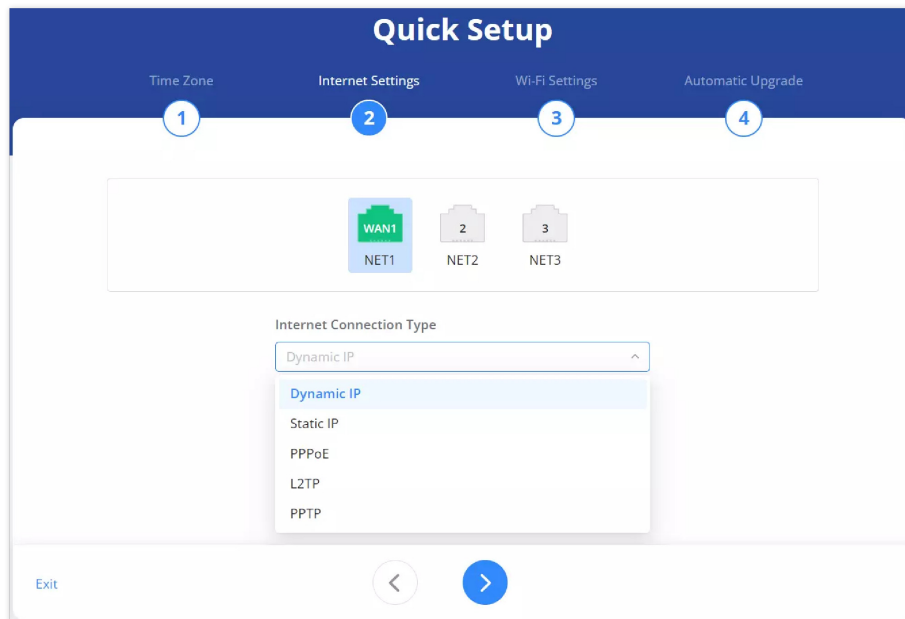 Quick Setup
Time Zone Internet Settings Wi-Fi Settings Automatic Upgrade
1 2 3 4
WAN1 2 3
NET1 NET2 NET3
Internet Connection Type
Dynamic IP
Dynamic IP
Static IP
PPPoE
L2TP
PPTP
Exit